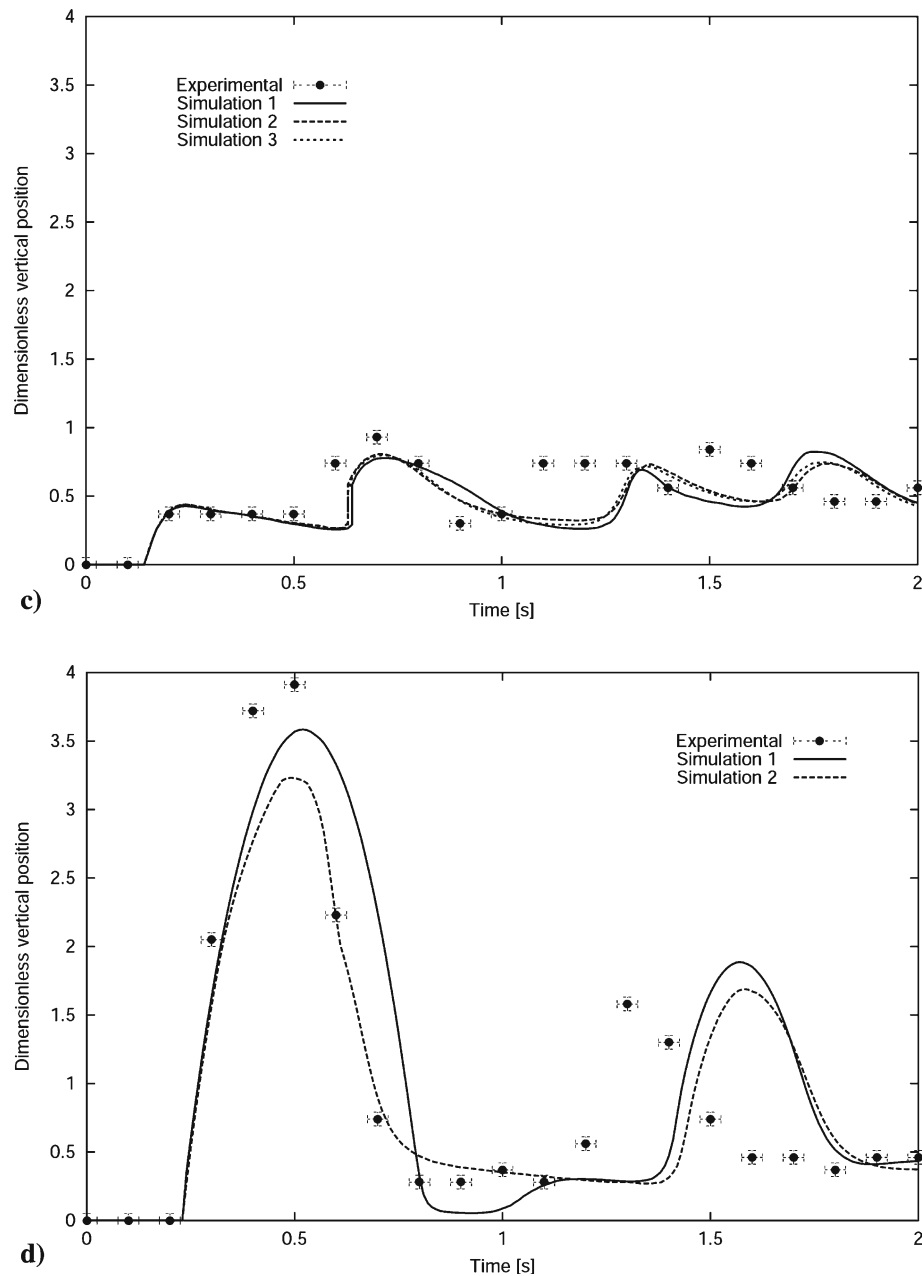 4
3.5
Experimental
Simulation 1
Simulation 2
Simulation 3
3
2.5
2
1.5
1
0.5
0
Dimensionless vertical position
0 0.5 1 1.5 2
Time [s]
c)
4
3.5
Experimental
Simulation 1
Simulation 2
3
2.5
2
1.5
1
0.5
0
Dimensionless vertical position
0 0.5 1 1.5 2
Time [s]
d)